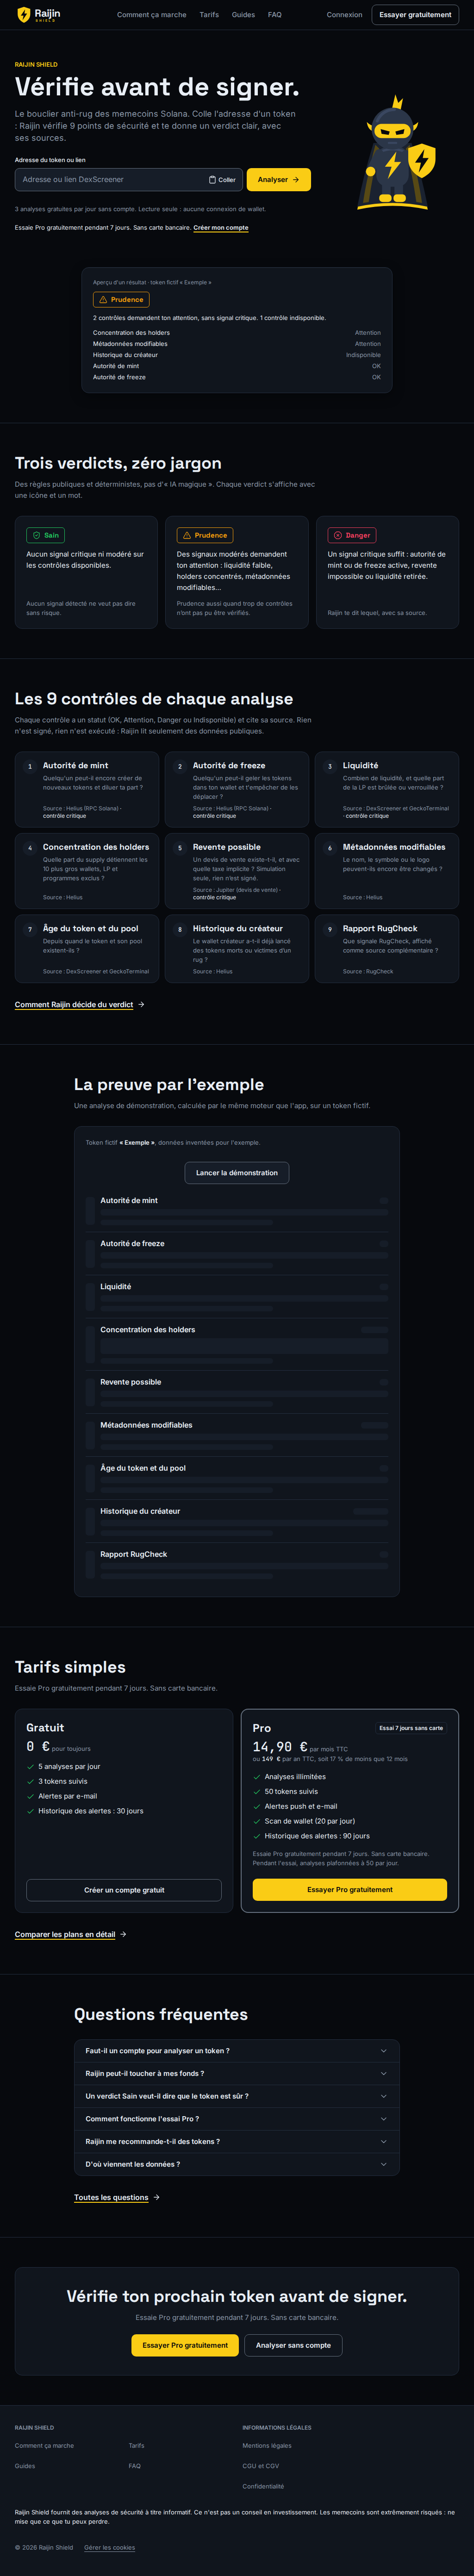 Raijin
SHIELD
Comment ça marche
Tarifs
Guides
FAQ
Connexion
Essayer gratuitement
RAIJIN SHIELD
Vérifie avant de signer.
Le bouclier anti-rug des memecoins Solana. Colle l'adresse d'un token
: Raijin vérifie 9 points de sécurité et te donne un verdict clair, avec
ses sources.
Adresse du token ou lien
Adresse ou lien DexScreener
Coller
Analyser
3 analyses gratuites par jour sans compte. Lecture seule : aucune connexion de wallet.
Essaie Pro gratuitement pendant 7 jours. Sans carte bancaire. Créer mon compte
Aperçu d'un résultat · token fictif « Exemple »
Prudence
2 contrôles demandent ton attention, sans signal critique. 1 contrôle indisponible.
Concentration des holders
Attention
Métadonnées modifiables
Attention
Historique du créateur
Indisponible
Autorité de mint
OK
Autorité de freeze
OK
Trois verdicts, zéro jargon
Des règles publiques et déterministes, pas d'« IA magique ». Chaque verdict s'affiche avec
une icône et un mot.
Sain
Aucun signal critique ni modéré sur
les contrôles disponibles.
Aucun signal détecté ne veut pas dire
sans risque.
Prudence
Des signaux modérés demandent
ton attention : liquidité faible,
holders concentrés, métadonnées
modifiables...
Prudence aussi quand trop de contrôles
n'ont pas pu être vérifiés.
Danger
Un signal critique suffit : autorité de
mint ou de freeze active, revente
impossible ou liquidité retirée.
Raijin te dit lequel, avec sa source.
Les 9 contrôles de chaque analyse
Chaque contrôle a un statut (OK, Attention, Danger ou Indisponible) et cite sa source. Rien
n'est signé, rien n'est exécuté : Raijin lit seulement des données publiques.
1
Autorité de mint
Quelqu'un peut-il encore créer de
nouveaux tokens et diluer ta part ?
Source : Helius (RPC Solana) ·
contrôle critique
2
Autorité de freeze
Quelqu'un peut-il geler les tokens
dans ton wallet et t'empêcher de les
déplacer ?
Source : Helius (RPC Solana) ·
contrôle critique
3
Liquidité
Combien de liquidité, et quelle part
de la LP est brûlée ou verrouillée ?
Source : DexScreener et GeckoTerminal
· contrôle critique
4
Concentration des holders
Quelle part du supply détiennent les
10 plus gros wallets, LP et
programmes exclus ?
Source : Helius
5
Revente possible
Un devis de vente existe-t-il, et avec
quelle taxe implicite ? Simulation
seule, rien n'est signé.
Source : Jupiter (devis de vente) ·
contrôle critique
6
Métadonnées modifiables
Le nom, le symbole ou le logo
peuvent-ils encore être changés ?
Source : Helius
7
Âge du token et du pool
Depuis quand le token et son pool
existent-ils ?
Source : DexScreener et GeckoTerminal
8
Historique du créateur
Le wallet créateur a-t-il déjà lancé
des tokens morts ou victimes d'un
rug ?
Source : Helius
9
Rapport RugCheck
Que signale RugCheck, affiché
comme source complémentaire ?
Source : RugCheck
Comment Raijin décide du verdict
La preuve par l'exemple
Une analyse de démonstration, calculée par le même moteur que l'app, sur un token fictif.
Token fictif « Exemple », données inventées pour l'exemple.
Lancer la démonstration
Autorité de mint
Autorité de freeze
Liquidité
Concentration des holders
Revente possible
Métadonnées modifiables
Âge du token et du pool
Historique du créateur
Rapport RugCheck
Tarifs simples
Essaie Pro gratuitement pendant 7 jours. Sans carte bancaire.
Gratuit
0 € pour toujours
5 analyses par jour
3 tokens suivis
Alertes par e-mail
Historique des alertes : 30 jours
Créer un compte gratuit
Pro
Essai 7 jours sans carte
14,90 € par mois TTC
ou 149 € par an TTC, soit 17 % de moins que 12 mois
Analyses illimitées
50 tokens suivis
Alertes push et e-mail
Scan de wallet (20 par jour)
Historique des alertes : 90 jours
Essaie Pro gratuitement pendant 7 jours. Sans carte bancaire.
Pendant l'essai, analyses plafonnées à 50 par jour.
Essayer Pro gratuitement
Comparer les plans en détail
Questions fréquentes
Faut-il un compte pour analyser un token ?
Raijin peut-il toucher à mes fonds ?
Un verdict Sain veut-il dire que le token est sûr ?
Comment fonctionne l'essai Pro ?
Raijin me recommande-t-il des tokens ?
D'où viennent les données ?
Toutes les questions
Vérifie ton prochain token avant de signer.
Essaie Pro gratuitement pendant 7 jours. Sans carte bancaire.
Essayer Pro gratuitement
Analyser sans compte
RAIJIN SHIELD
Comment ça marche
Tarifs
Guides
FAQ
INFORMATIONS LÉGALES
Mentions légales
CGU et CGV
Confidentialité
Raijin Shield fournit des analyses de sécurité à titre informatif. Ce n'est pas un conseil en investissement. Les memecoins sont extrêmement risqués : ne
mise que ce que tu peux perdre.
© 2026 Raijin Shield
Gérer les cookies